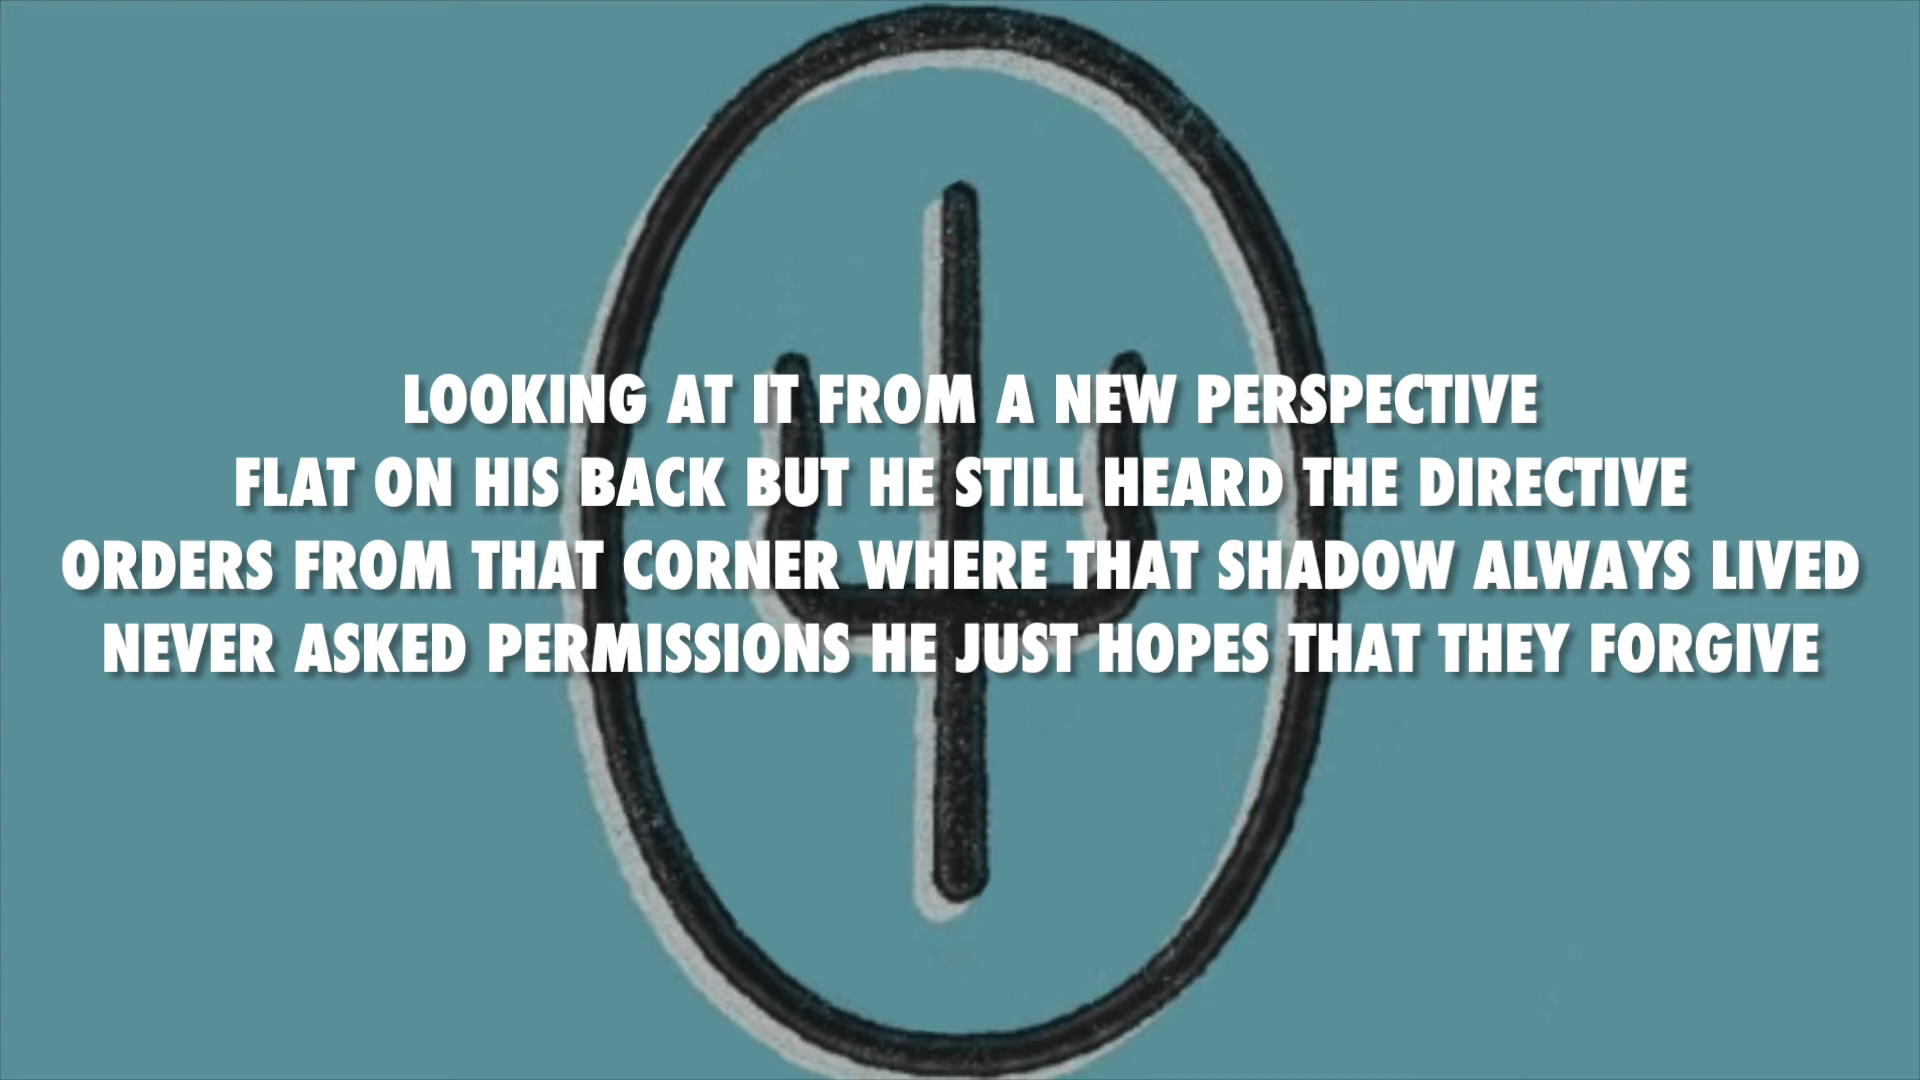 LOOKING AT IT FROM A NEW PERSPECTIVE
FLAT ON HIS BACK BUT HE STILL HEARD THE DIRECTIVE
ORDERS FROM THAT CORNER WHERE THAT SHADOW ALWAYS LIVED
NEVER ASKED PERMISSIONS HE JUST HOPES THAT THEY FORGIVE